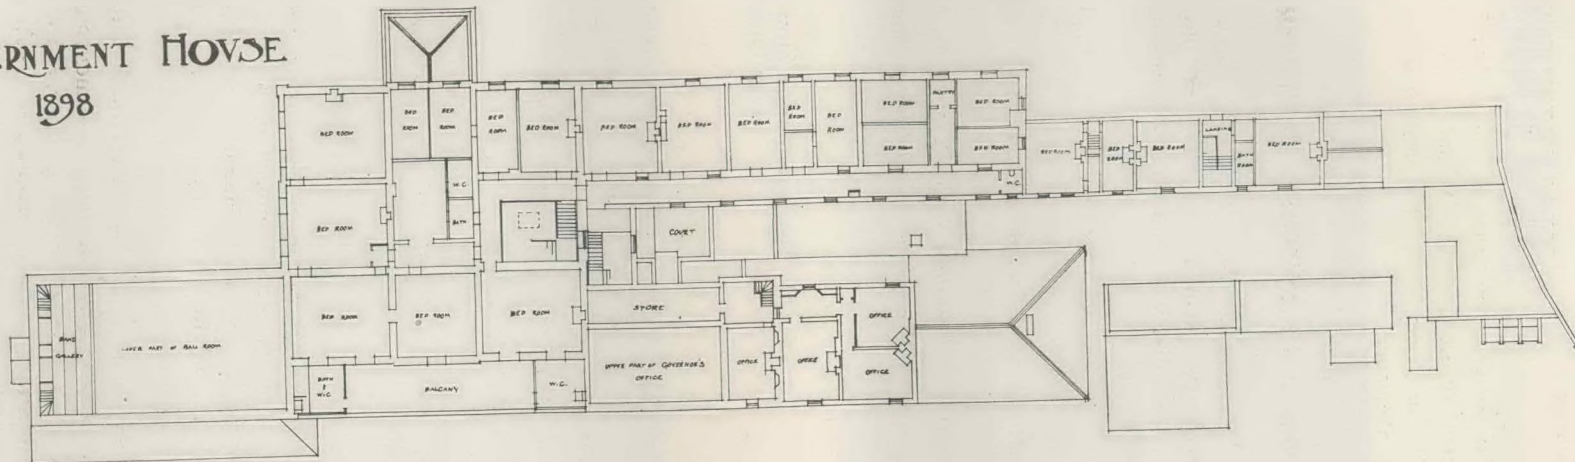 RNMENT HOVSE
1898
BED ROOM
BED
ROOM
BED
ROOM
BED
ROOM
BED ROOM
BED ROOM
BED ROOM
BED ROOM
BED
ROOM
BED
ROOM
BED ROOM
BED ROOM
PANTRY
BED ROOM
BED ROOM
BED ROOM
BED
ROOM
BED ROOM
LANDING
BATH
ROOM
BED ROOM
W.C.
BED ROOM
W.C.
BATH
COURT
BAND
GALLERY
UPPER PART OF BALL ROOM
BED ROOM
BED ROOM
BED ROOM
STORE
UPPER PART OF GOVERNOR'S
OFFICE
OFFICE
OFFICE
OFFICE
OFFICE
BATH
&
W.C.
BALCANY
W.C.